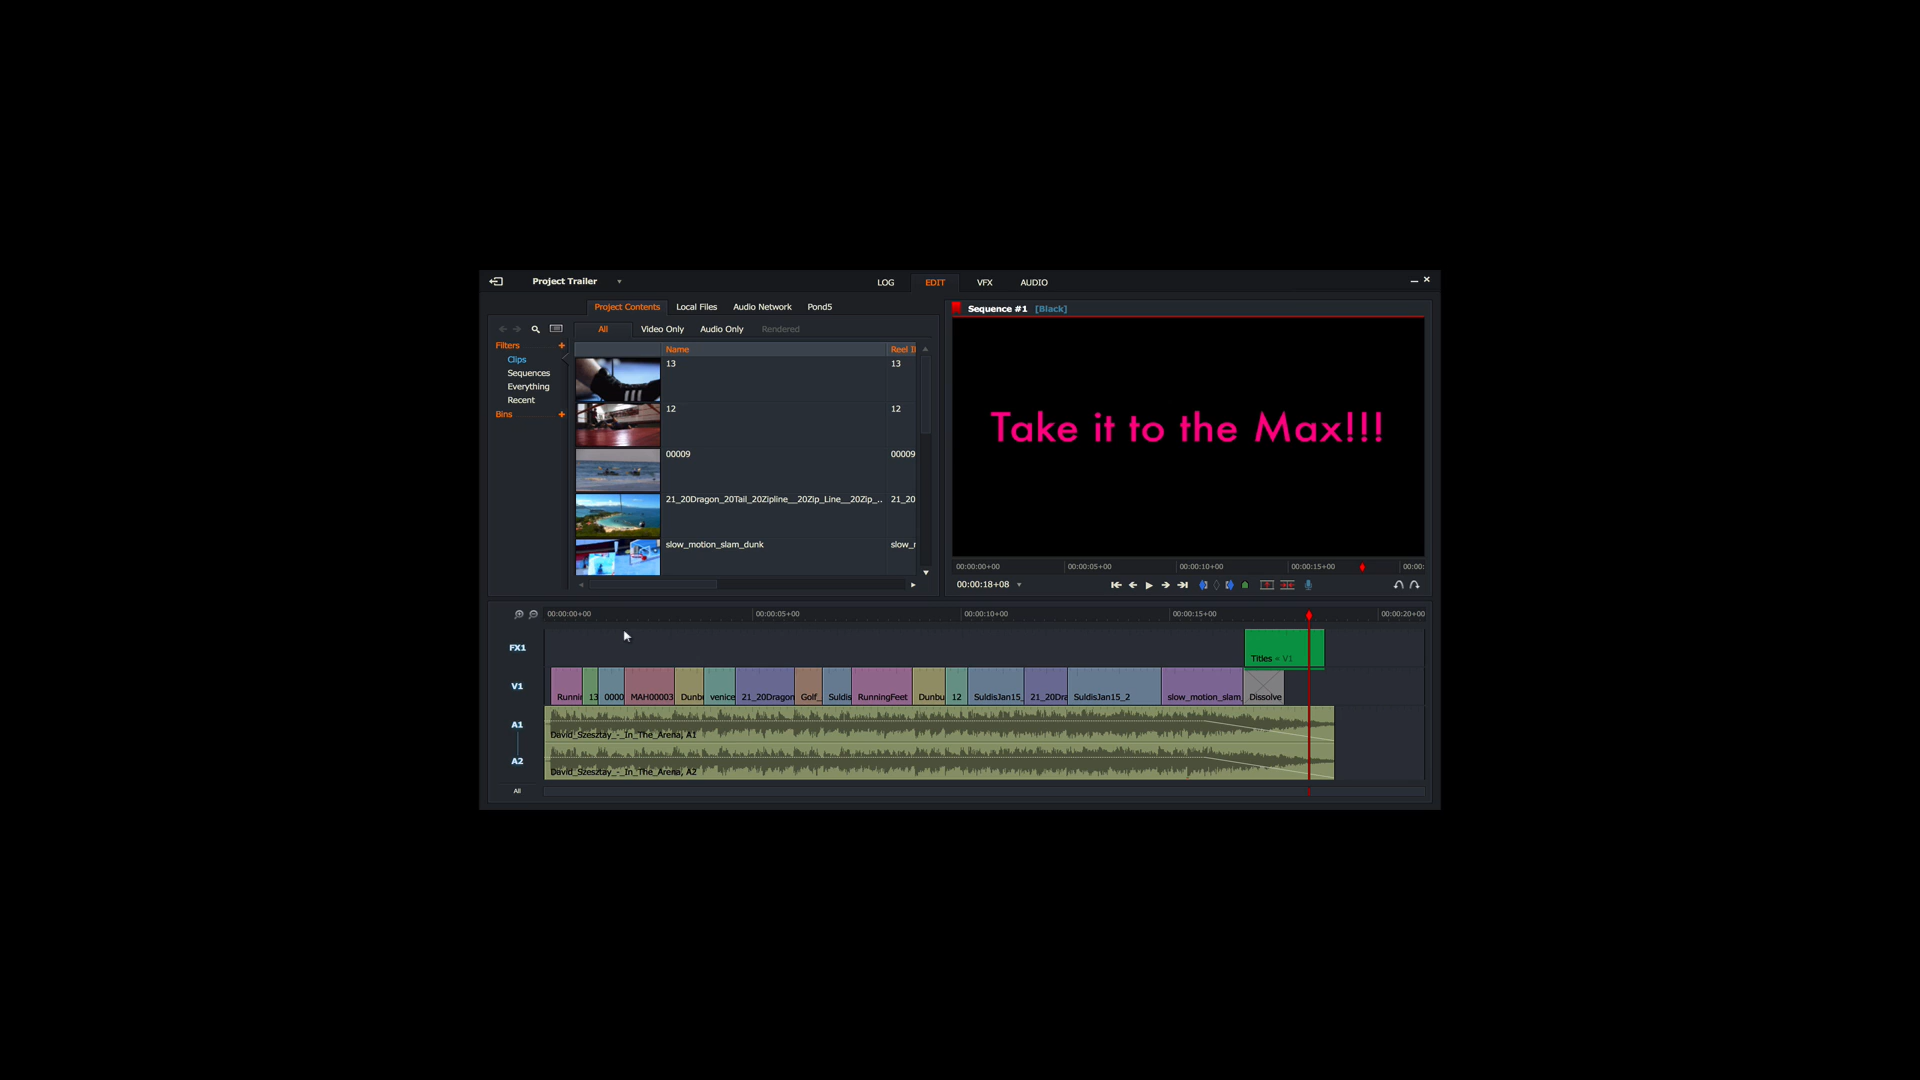 Project Trailer
LOG EDIT VFX AUDIO
Project Contents Local Files Audio Network Pond5
All Video Only Audio Only Rendered
Filters +
Clips
Sequences
Everything
Recent
Bins +
Name Reel
13 13
12 12
00009 00009
21_20Dragon_20Tail_20Zipline__20Zip_Line__20Zip_.. 21_20
slow_motion_slam_dunk slow_
Sequence #1 [Black]
Take it to the Max!!!
00:00:00+00 00:00:05+00 00:00:10+00 00:00:15+00 00:00:
00:00:18+08
00:00:00+00 00:00:05+00 00:00:10+00 00:00:15+00 00:00:20+00
FX1
Titles = V1
V1
Runnin 13 0000 MAH00003 Dunb venice 21_20Dragon Golf_ Suldis RunningFeet Dunbu 12 SuldisJan15_ 21_20Dra SuldisJan15_2 slow_motion_slam_ Dissolve
A1
David_Szesztay_-_In_The_Arena, A1
A2
David_Szesztay_-_In_The_Arena, A2
All